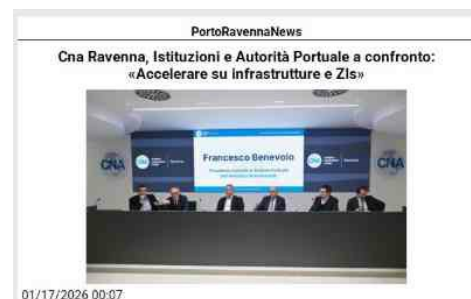 PortoRavennaNews
Cna Ravenna, Istituzioni e Autorità Portuale a confronto:
«Accelerare su infrastrutture e ZIs»
Francesco Benevolo
CNA
CNA
01/17/2026 00:07